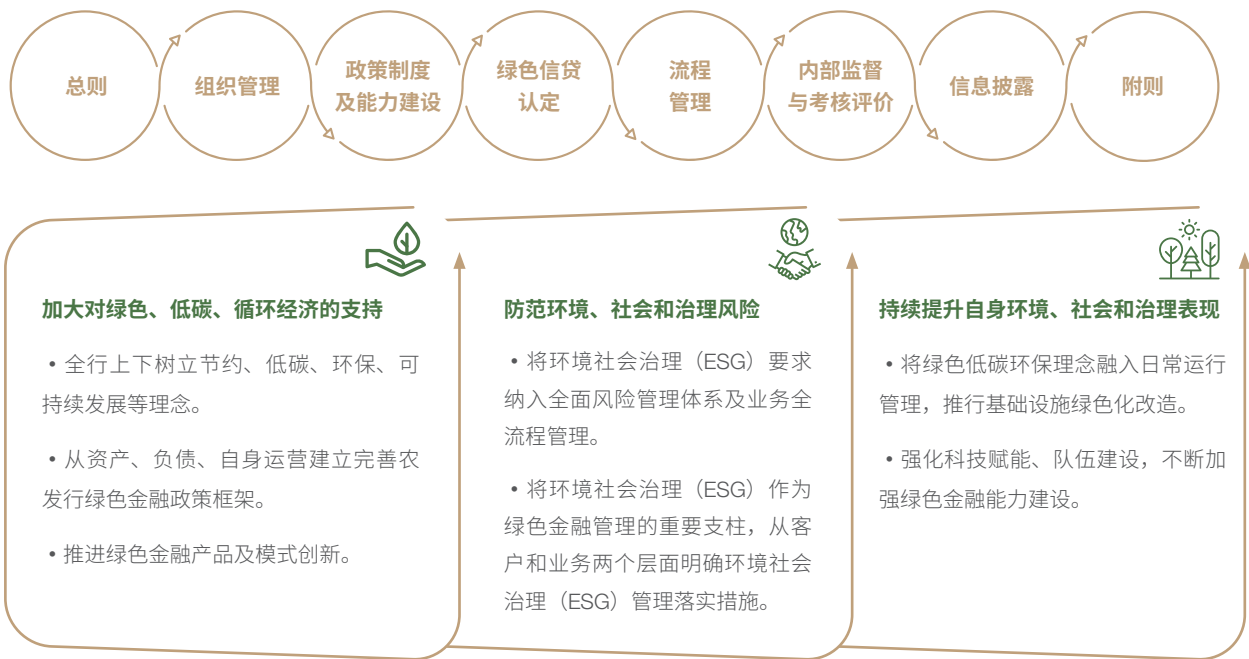 总则
组织管理
政策制度
及能力建设
绿色信贷
认定
流程
管理
内部监督
与考核评价
信息披露
附则
加大对绿色、低碳、循环经济的支持
•全行上下树立节约、低碳、环保、可
持续发展等理念。
•从资产、负债、自身运营建立完善农
发行绿色金融政策框架。
•推进绿色金融产品及模式创新。
防范环境、社会和治理风险
•将环境社会治理（ESG）要求
纳入全面风险管理体系及业务全
流程管理。
•将环境社会治理（ESG）作为
绿色金融管理的重要支柱，从客
户和业务两个层面明确环境社会
治理（ESG）管理落实措施。
持续提升自身环境、社会和治理表现
•将绿色低碳环保理念融入日常运行
管理，推行基础设施绿色化改造。
•强化科技赋能、队伍建设，不断加
强绿色金融能力建设。